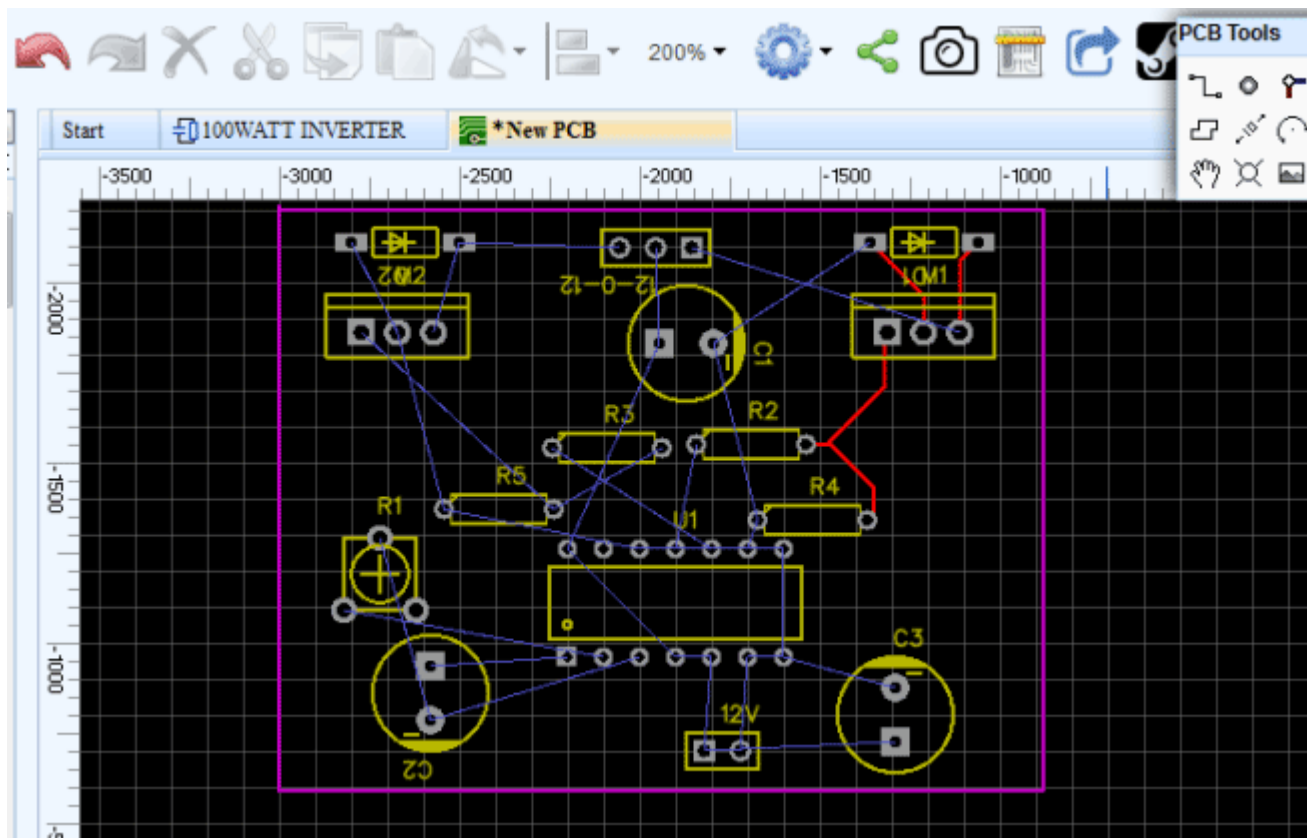 PCB Tools
200%
Start
100WATT INVERTER
*New PCB
-3500 -3000 -2500 -2000 -1500 -1000
-2000
-1500
-1000
12-0-12
C1
R3
R2
R5
R4
R1
U1
C3
12V
C2